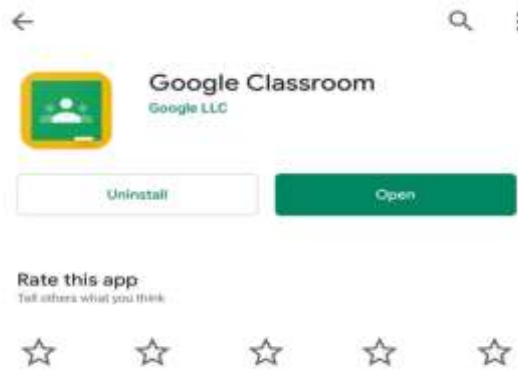 Google Classroom
Google LLC
Uninstall
Open
Rate this app
Tell others what you think